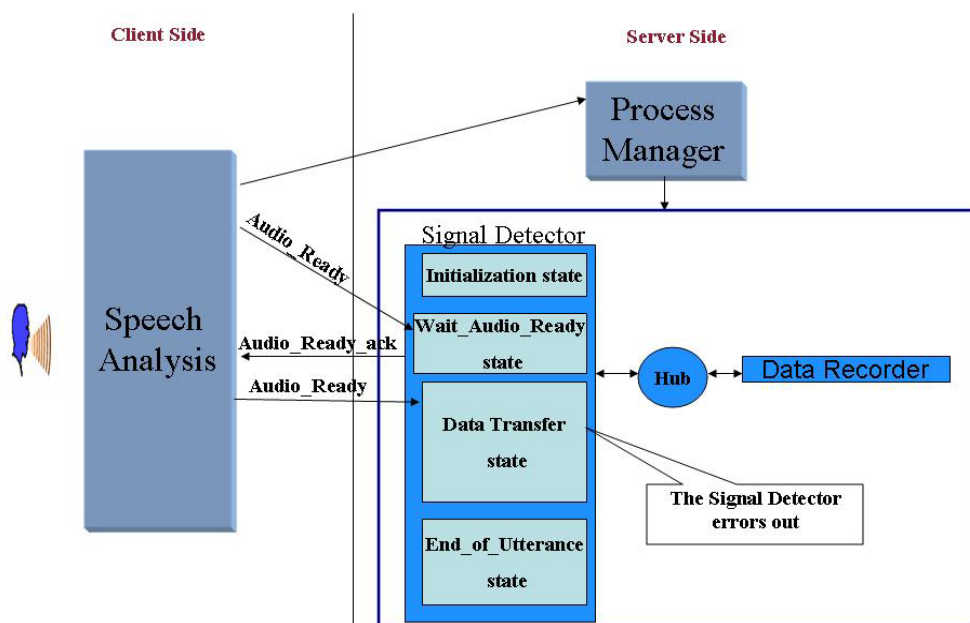 Client Side
Server Side
Process
Manager
Signal Detector
Audio_Ready
Initialization state
Speech
Analysis
Wait_Audio_Ready
state
Audio_Ready_ack
Audio_Ready
Hub
Data Recorder
Data Transfer
state
The Signal Detector
errors out
End_of_Utterance
state